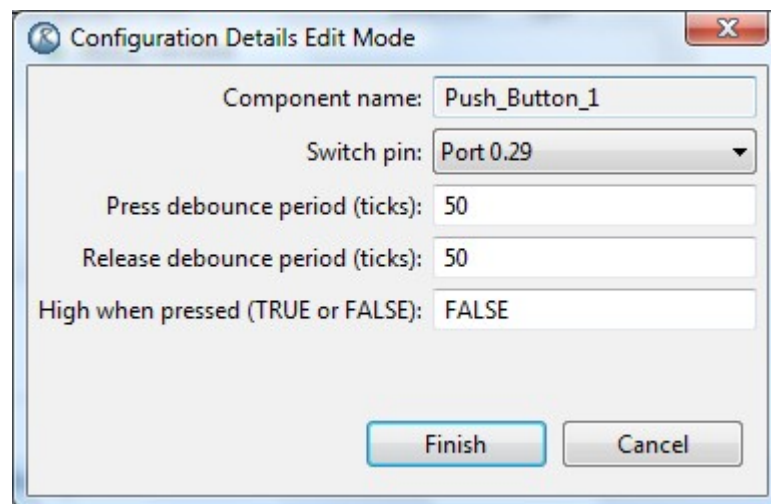 Configuration Details Edit Mode
Component name: Push_Button_1
Switch pin: Port 0.29
Press debounce period (ticks): 50
Release debounce period (ticks): 50
High when pressed (TRUE or FALSE): FALSE
Finish Cancel